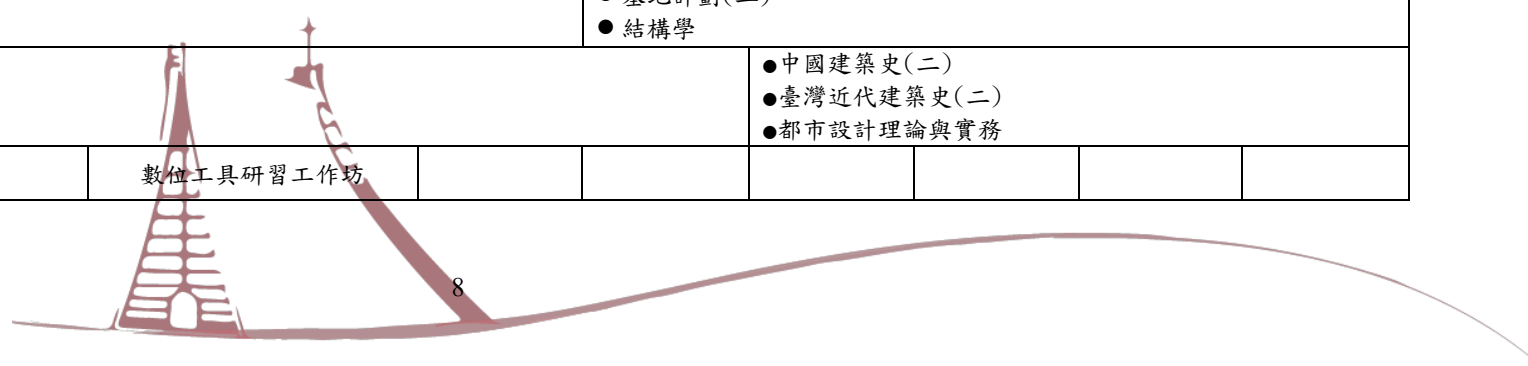 ● 結構學
●中國建築史(二)
●臺灣近代建築史(二)
●都市設計理論與實務
數位工具研習工作坊
8